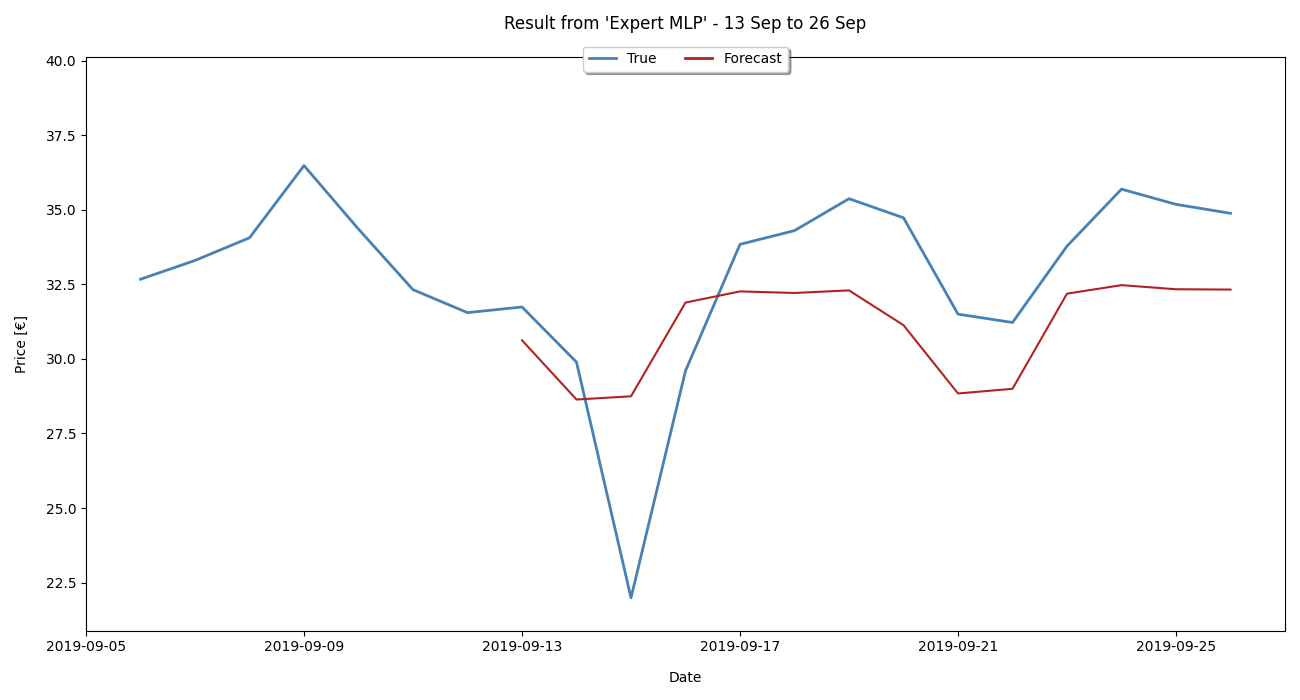 Result from 'Expert MLP' - 13 Sep to 26 Sep
True
Forecast
40.0
37.5
35.0
32.5
30.0
27.5
25.0
22.5
Price [€]
2019-09-05
2019-09-09
2019-09-13
2019-09-17
2019-09-21
2019-09-25
Date